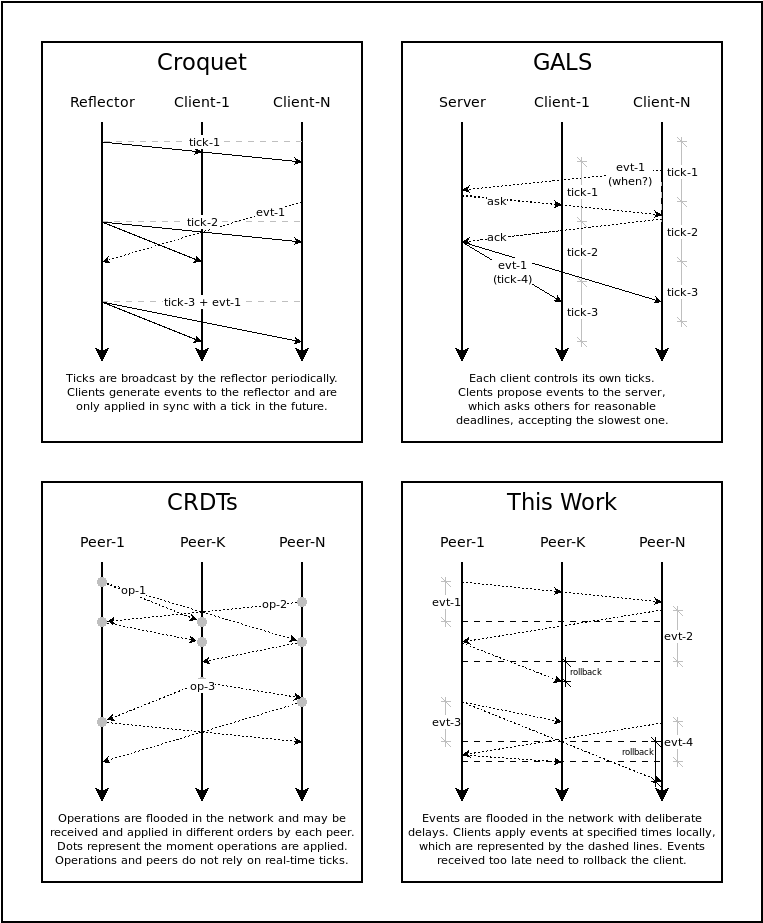 Croquet
Reflector Client-1 Client-N
tick-1
evt-1
tick-2
tick-3 + evt-1
Ticks are broadcast by the reflector periodically.
Clients generate events to the reflector and are
only applied in sync with a tick in the future.
GALS
Server Client-1 Client-N
evt-1
(when?)
tick-1
tick-1
ask
tick-2
ack
tick-2
evt-1
(tick-4)
tick-3
tick-3
Each client controls its own ticks.
Clents propose events to the server,
which asks others for reasonable
deadlines, accepting the slowest one.
CRDTs
Peer-1 Peer-K Peer-N
op-1
op-2
op-3
Operations are flooded in the network and may be
received and applied in different orders by each peer.
Dots represent the moment operations are applied.
Operations and peers do not rely on real-time ticks.
This Work
Peer-1 Peer-K Peer-N
evt-1
evt-2
rollback
evt-3
evt-4
rollback
Events are flooded in the network with deliberate
delays. Clients apply events at specified times locally,
which are represented by the dashed lines. Events
received too late need to rollback the client.